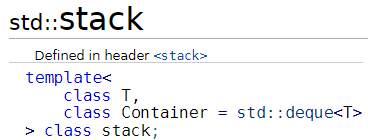 std::stack
Defined in header <stack>
template<
    class T,
    class Container = std::deque<T>
> class stack;